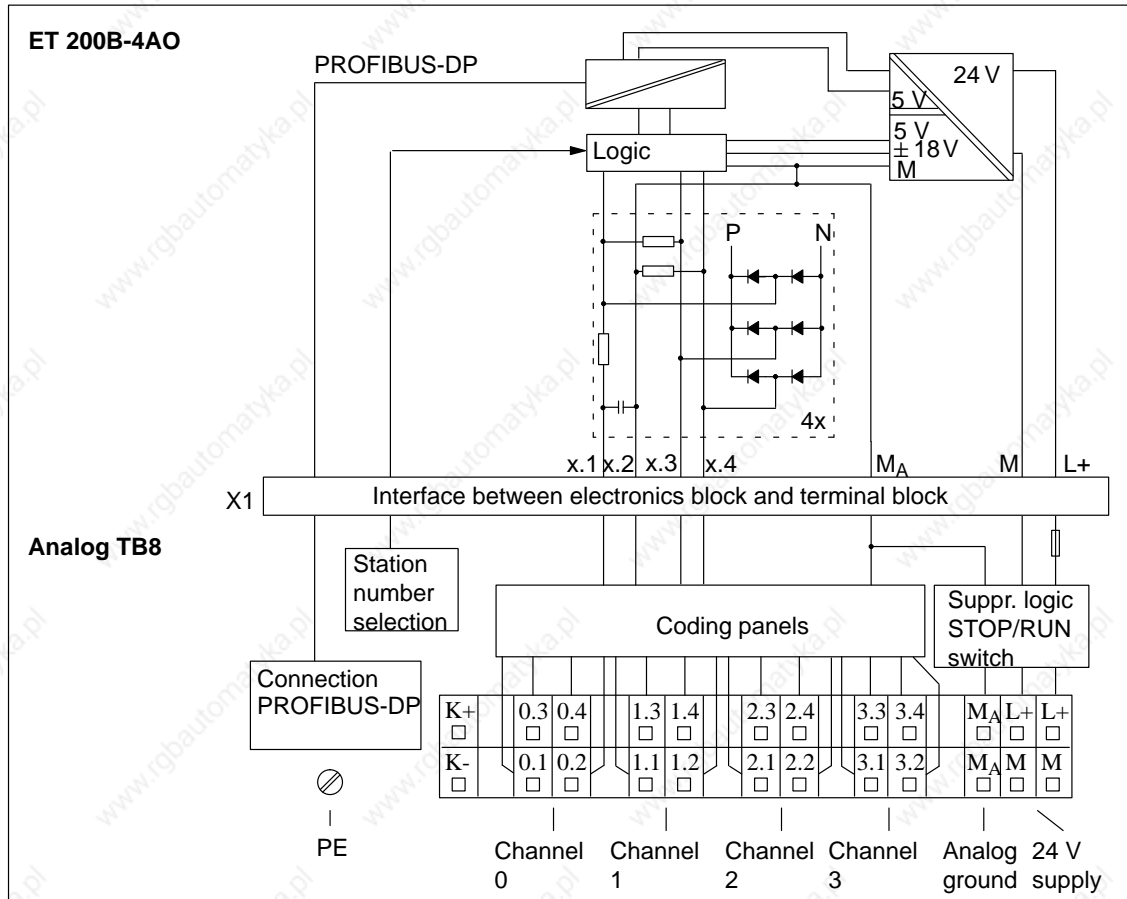 ET 200B-4AO
PROFIBUS-DP
24 V
5 V
5 V
± 18 V
M
Logic
P N
4x
x.1 x.2 x.3 x.4 MA M L+
X1 Interface between electronics block and terminal block
Analog TB8
Station
number
selection
Coding panels
Suppr. logic
STOP/RUN
switch
Connection
PROFIBUS-DP
K+ 0.3 0.4 1.3 1.4 2.3 2.4 3.3 3.4 MA L+ L+
K- 0.1 0.2 1.1 1.2 2.1 2.2 3.1 3.2 MA M M
PE
Channel
0
Channel
1
Channel
2
Channel
3
Analog
ground
24 V
supply
www.rgbautomatyka.pl